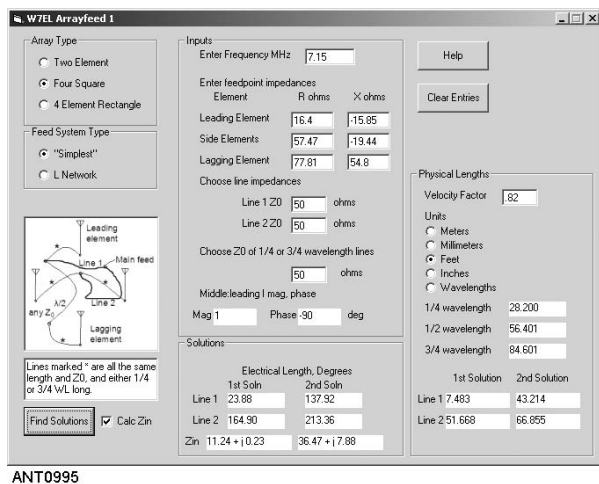 W7EL Arrayfeed 1
Array Type
Two Element
Four Square
4 Element Rectangle
Feed System Type
"Simplest"
L Network
Leading element
Line 1
Main feed
λ/2
Line 2
any Z0
Lagging element
Lines marked * are all the same
length and Z0, and either 1/4
or 3/4 WL long.
Find Solutions
Calc Zin
Inputs
Enter Frequency MHz 7.15
Enter feedpoint impedances
Element R ohms X ohms
Leading Element 16.4 -15.85
Side Elements 57.47 -19.44
Lagging Element 77.81 54.8
Choose line impedances
Line 1 Z0 50 ohms
Line 2 Z0 50 ohms
Choose Z0 of 1/4 or 3/4 wavelength lines
50 ohms
Middle:leading I mag, phase
Mag 1 Phase -90 deg
Solutions
Electrical Length, Degrees
1st Soln 2nd Soln
Line 1 23.88 137.92
Line 2 164.90 213.36
Zin 11.24 + j 0.23 36.47 + j 7.88
Help
Clear Entries
Physical Lengths
Velocity Factor .82
Units
Meters
Millimeters
Feet
Inches
Wavelengths
1/4 wavelength 28.200
1/2 wavelength 56.401
3/4 wavelength 84.601
1st Solution 2nd Solution
Line 1 7.483 43.214
Line 2 51.668 66.855
ANT0995